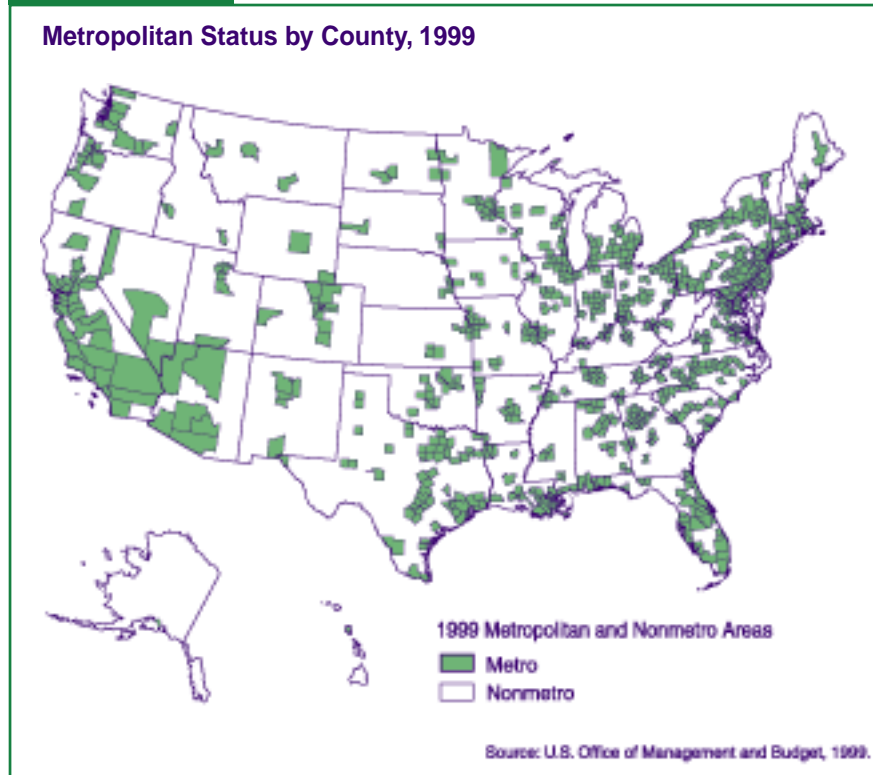 Metropolitan Status by County, 1999
1999 Metropolitan and Nonmetro Areas
Metro
Nonmetro
Source: U.S. Office of Management and Budget, 1999.